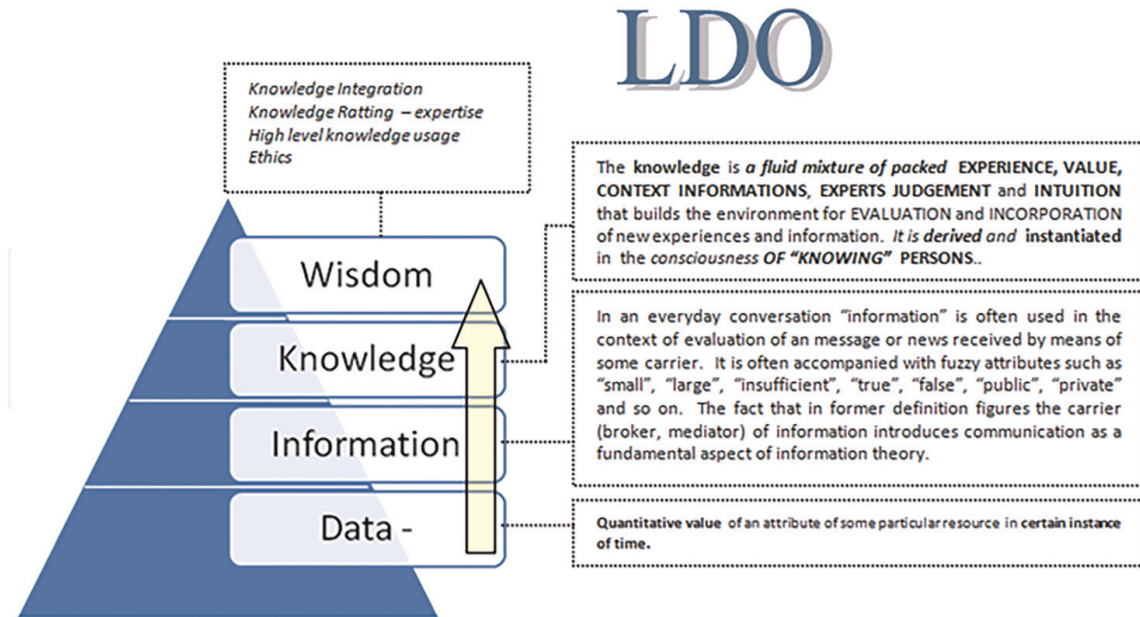 LDO
Knowledge Integration
Knowledge Ratting – expertise
High level knowledge usage
Ethics
The knowledge is a fluid mixture of packed EXPERIENCE, VALUE,
CONTEXT INFORMATIONS, EXPERTS JUDGEMENT and INTUITION
that builds the environment for EVALUATION and INCORPORATION
of new experiences and information. It is derived and instantiated
in the consciousness OF “KNOWING” PERSONS..
Wisdom
Knowledge
In an everyday conversation “information” is often used in the
context of evaluation of an message or news received by means of
some carrier. It is often accompanied with fuzzy attributes such as
“small”, “large”, “insufficient”, “true”, “false”, “public”, “private”
and so on. The fact that in former definition figures the carrier
(broker, mediator) of information introduces communication as a
fundamental aspect of information theory.
Information
Data -
Quantitative value of an attribute of some particular resource in certain instance
of time.